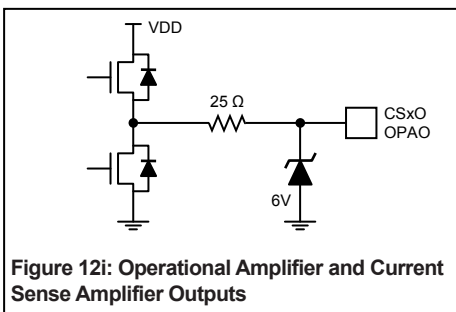 VDD
25 Ω
CSxO
OPAO
6V
Figure 12i: Operational Amplifier and Current
Sense Amplifier Outputs